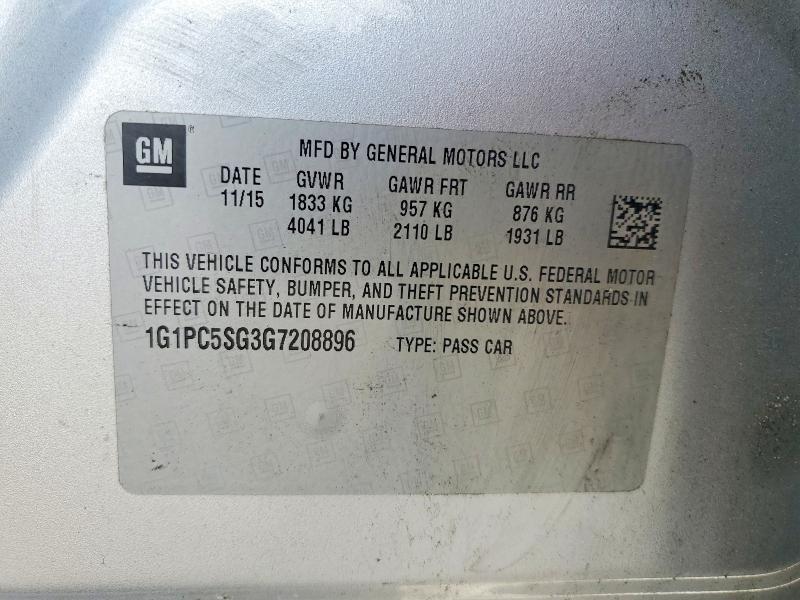 GM
MFD BY GENERAL MOTORS LLC
DATE GVWR GAWR FRT GAWR RR
11/15 1833 KG 957 KG 876 KG
4041 LB 2110 LB 1931 LB
THIS VEHICLE CONFORMS TO ALL APPLICABLE U.S. FEDERAL MOTOR
VEHICLE SAFETY, BUMPER, AND THEFT PREVENTION STANDARDS IN
EFFECT ON THE DATE OF MANUFACTURE SHOWN ABOVE.
1G1PC5SG3G7208896 TYPE: PASS CAR